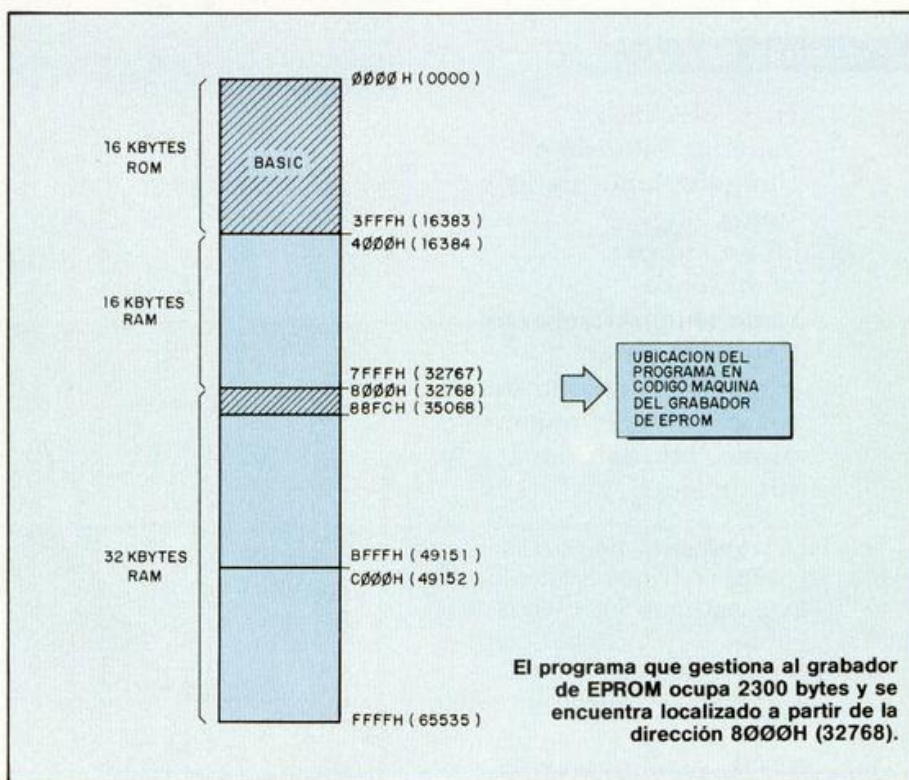 ØØØØH (0000)
16 KBYTES
ROM
BASIC
3FFFH (16383)
4ØØØH (16384)
16 KBYTES
RAM
7FFFH (32767)
8ØØØH (32768)
88FCH (35068)
UBICACION DEL
PROGRAMA EN
CODIGO MAQUINA
DEL GRABADOR
DE EPROM
32 KBYTES
RAM
BFFFH (49151)
CØØØH (49152)
FFFFH (65535)
El programa que gestiona al grabador
de EPROM ocupa 2300 bytes y se
encuentra localizado a partir de la
dirección 8ØØØH (32768).